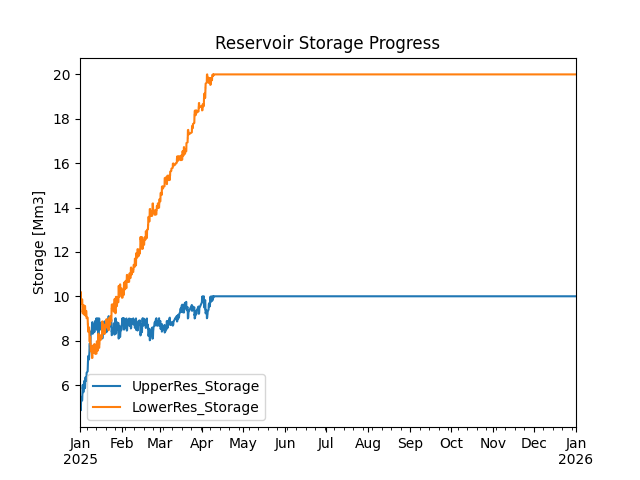 Reservoir Storage Progress
Storage [Mm3]
20
18
16
14
12
10
8
6
UpperRes_Storage
LowerRes_Storage
Jan Feb Mar Apr May Jun Jul Aug Sep Oct Nov Dec Jan
2025 2026